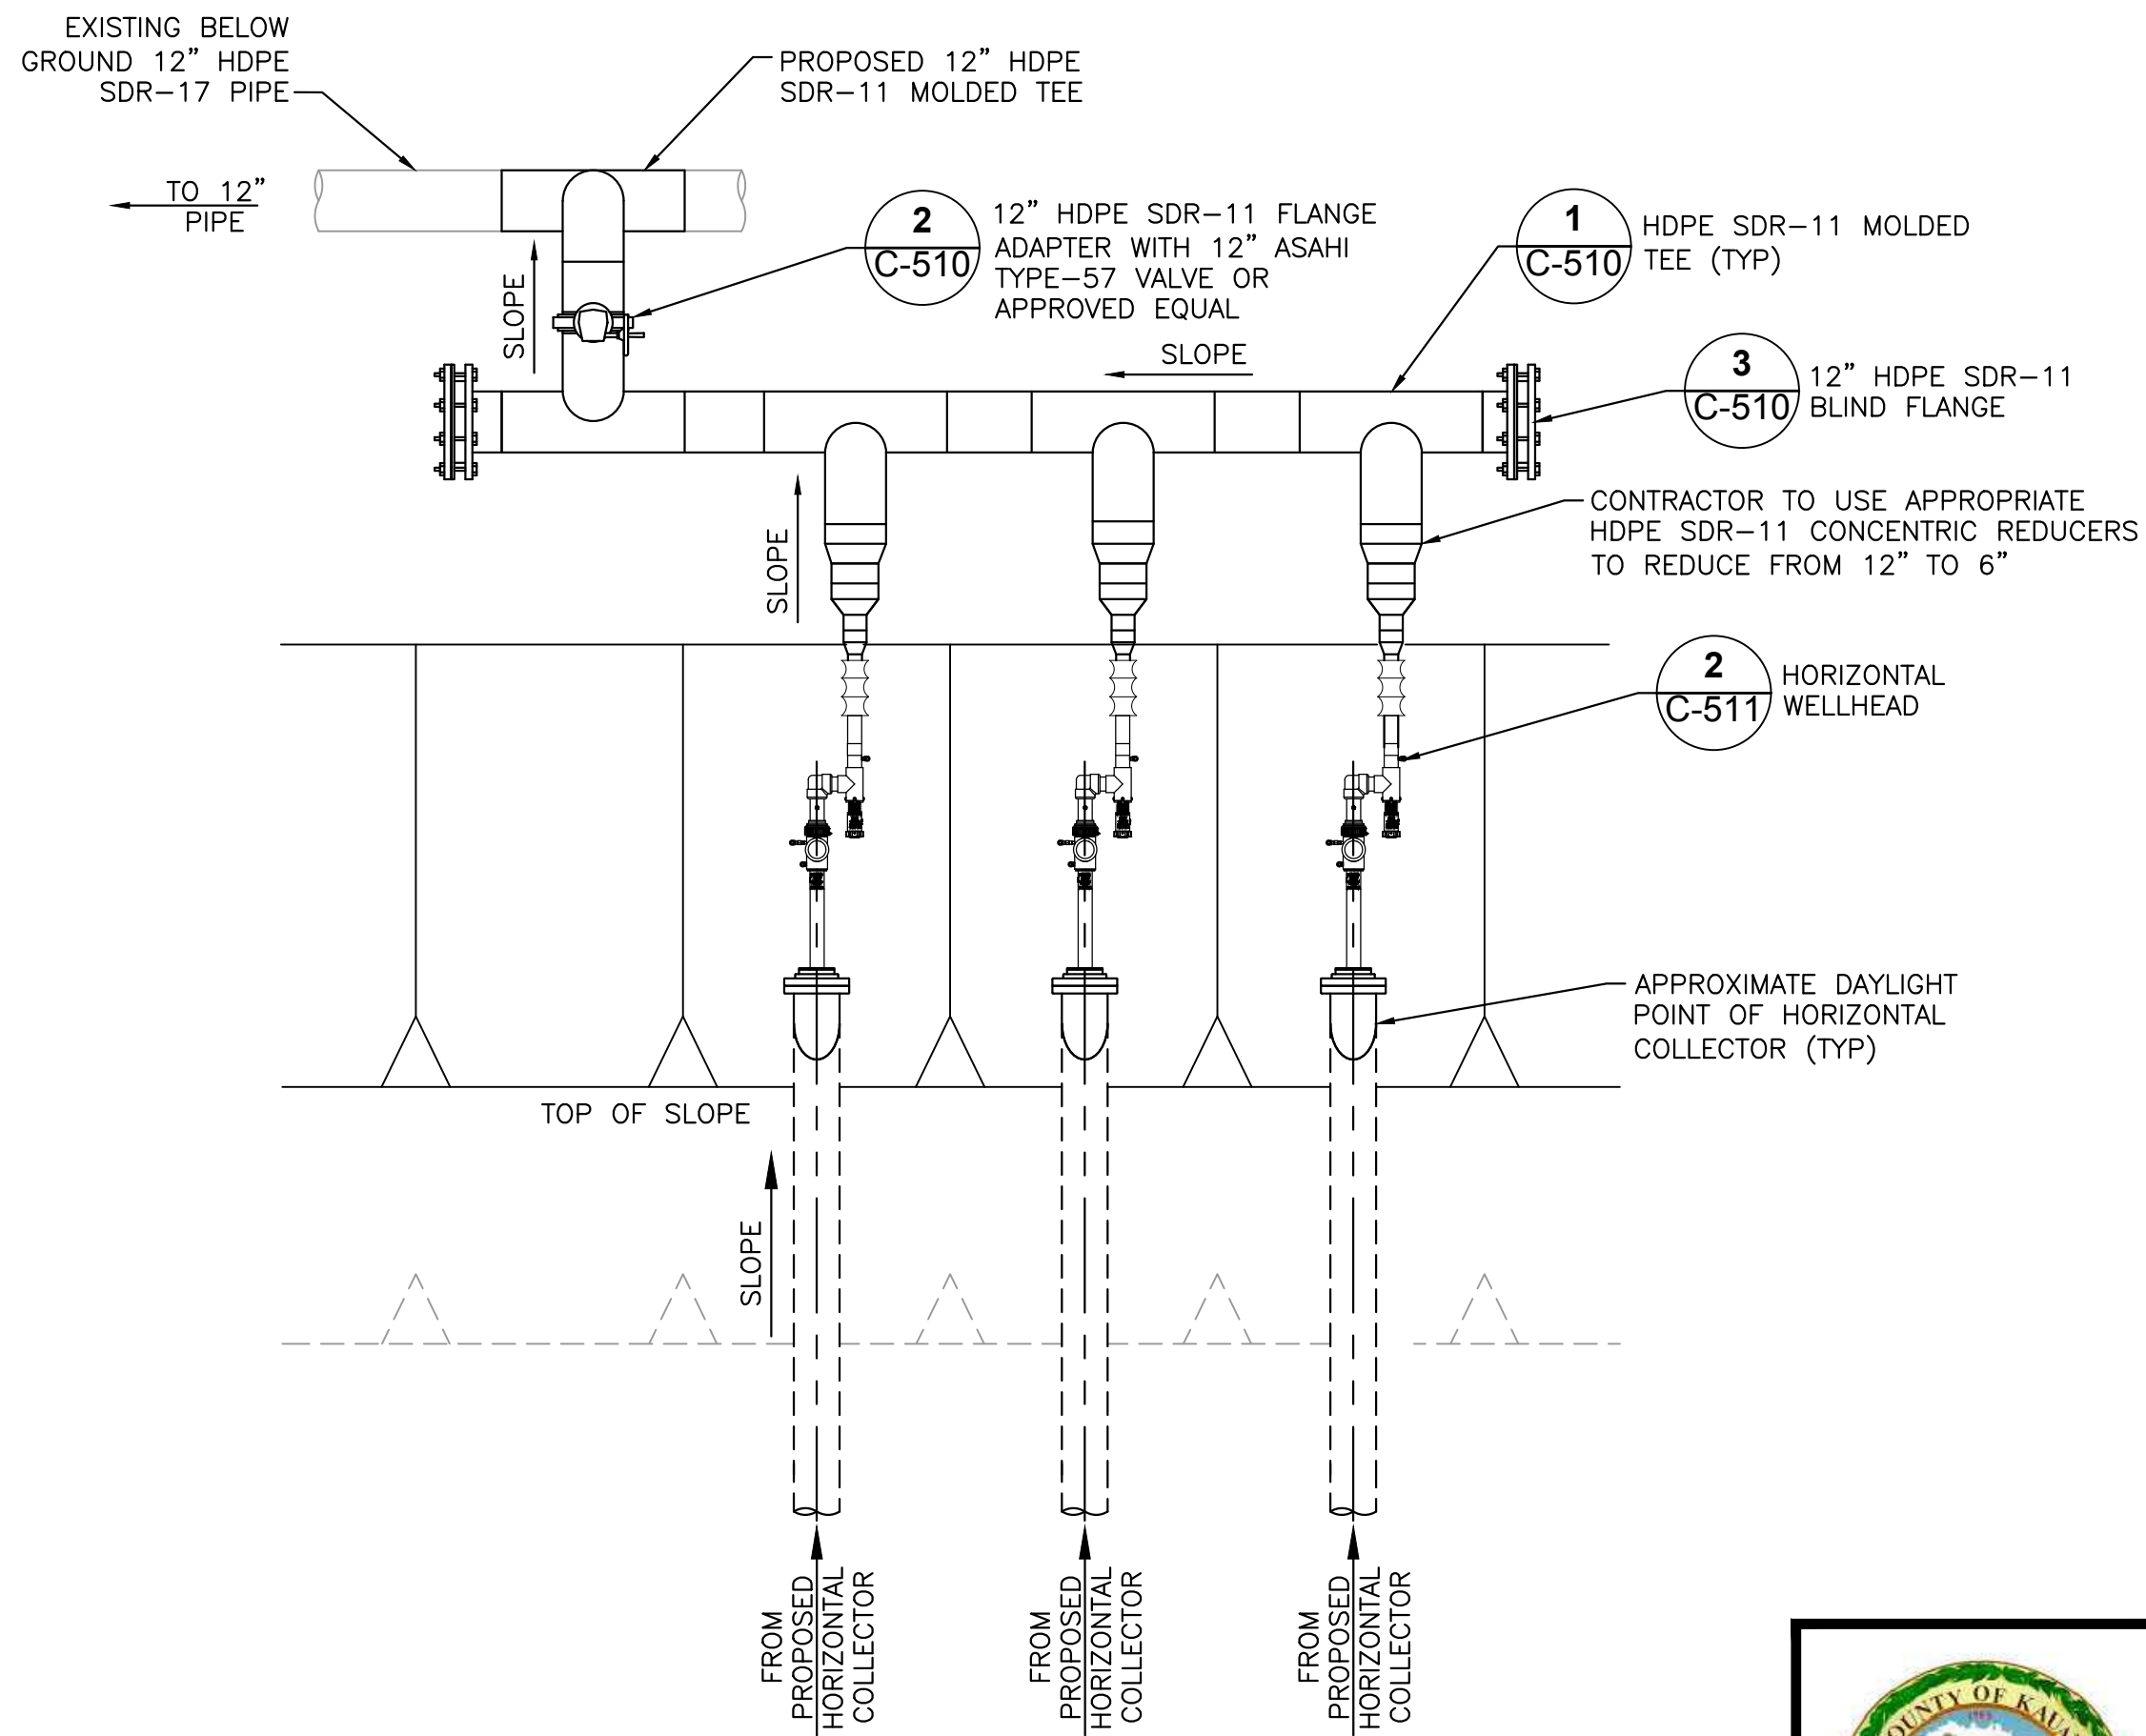 EXISTING BELOW
GROUND 12" HDPE
SDR-17 PIPE
PROPOSED 12" HDPE
SDR-11 MOLDED TEE
TO 12"
PIPE
SLOPE
2
C-510
12" HDPE SDR-11 FLANGE
ADAPTER WITH 12" ASAHI
TYPE-57 VALVE OR
APPROVED EQUAL
1
C-510
HDPE SDR-11 MOLDED
TEE (TYP)
SLOPE
3
C-510
12" HDPE SDR-11
BLIND FLANGE
SLOPE
CONTRACTOR TO USE APPROPRIATE
HDPE SDR-11 CONCENTRIC REDUCERS
TO REDUCE FROM 12" TO 6"
2
C-511
HORIZONTAL
WELLHEAD
APPROXIMATE DAYLIGHT
POINT OF HORIZONTAL
COLLECTOR (TYP)
TOP OF SLOPE
SLOPE
FROM
PROPOSED
HORIZONTAL
COLLECTOR
FROM
PROPOSED
HORIZONTAL
COLLECTOR
FROM
PROPOSED
HORIZONTAL
COLLECTOR
OF